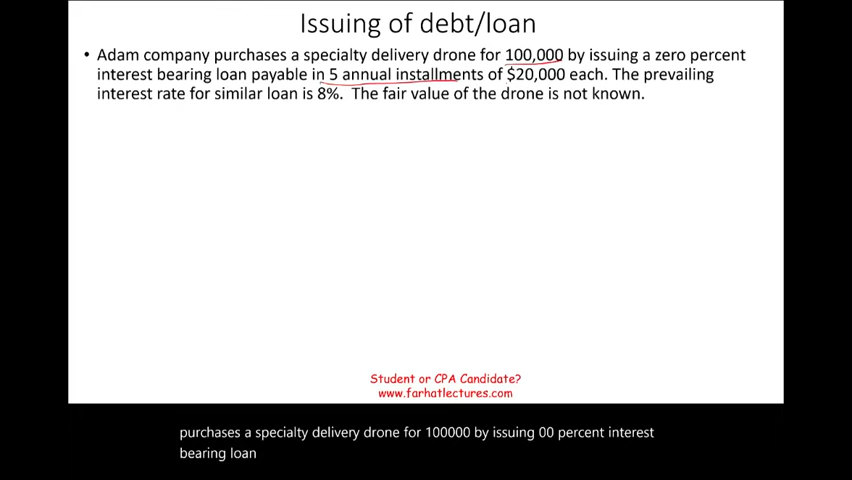 Issuing of debt/loan
• Adam company purchases a specialty delivery drone for 100,000 by issuing a zero percent
interest bearing loan payable in 5 annual installments of $20,000 each. The prevailing
interest rate for similar loan is 8%. The fair value of the drone is not known.
Student or CPA Candidate?
www.farhatlectures.com
purchases a specialty delivery drone for 100000 by issuing 00 percent interest
bearing loan